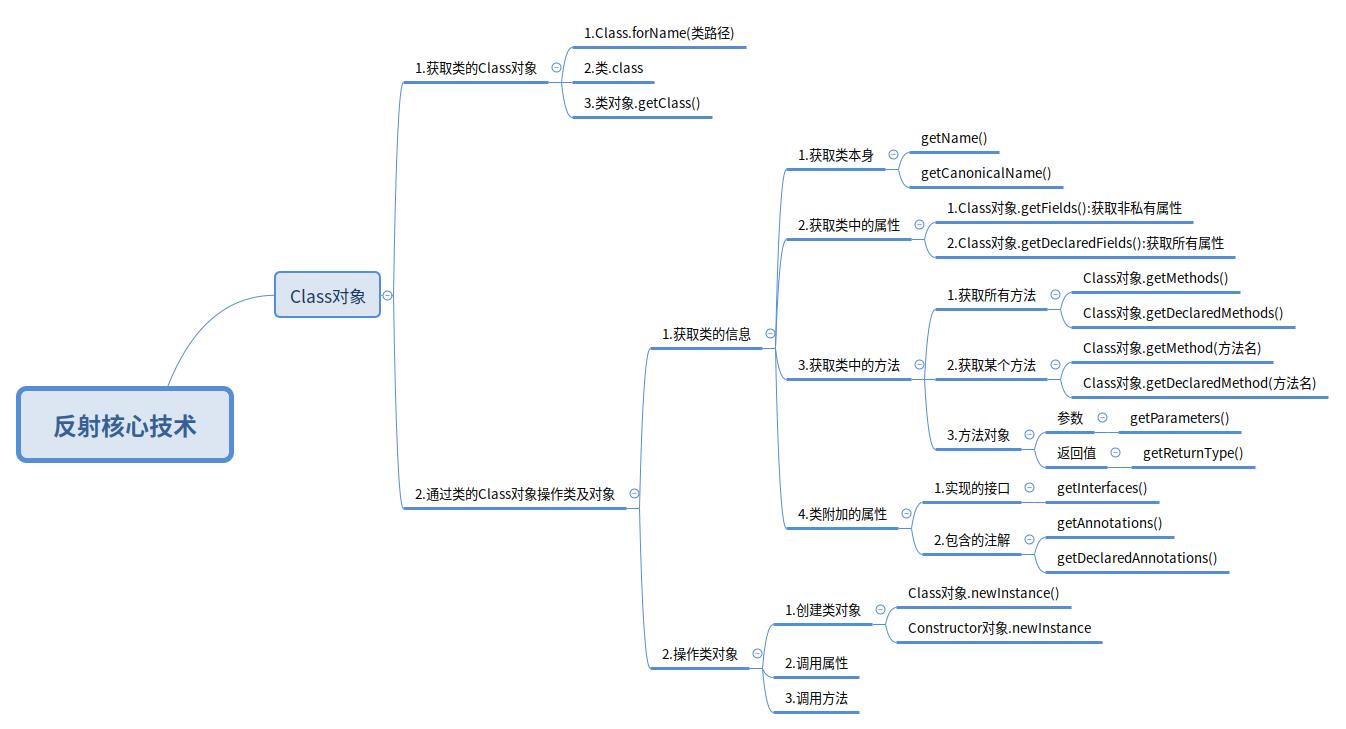 反射核心技术
Class对象
1.获取类的Class对象
1.Class.forName(类路径)
2.类.class
3.类对象.getClass()
2.通过类的Class对象操作类及对象
1.获取类的信息
1.获取类本身
getName()
getCanonicalName()
2.获取类中的属性
1.Class对象.getFields():获取非私有属性
2.Class对象.getDeclaredFields():获取所有属性
3.获取类中的方法
1.获取所有方法
Class对象.getMethods()
Class对象.getDeclaredMethods()
2.获取某个方法
Class对象.getMethod(方法名)
Class对象.getDeclaredMethod(方法名)
3.方法对象
参数
getParameters()
返回值
getReturnType()
4.类附加的属性
1.实现的接口
getInterfaces()
2.包含的注解
getAnnotations()
getDeclaredAnnotations()
2.操作类对象
1.创建类对象
Class对象.newInstance()
Constructor对象.newInstance
2.调用属性
3.调用方法